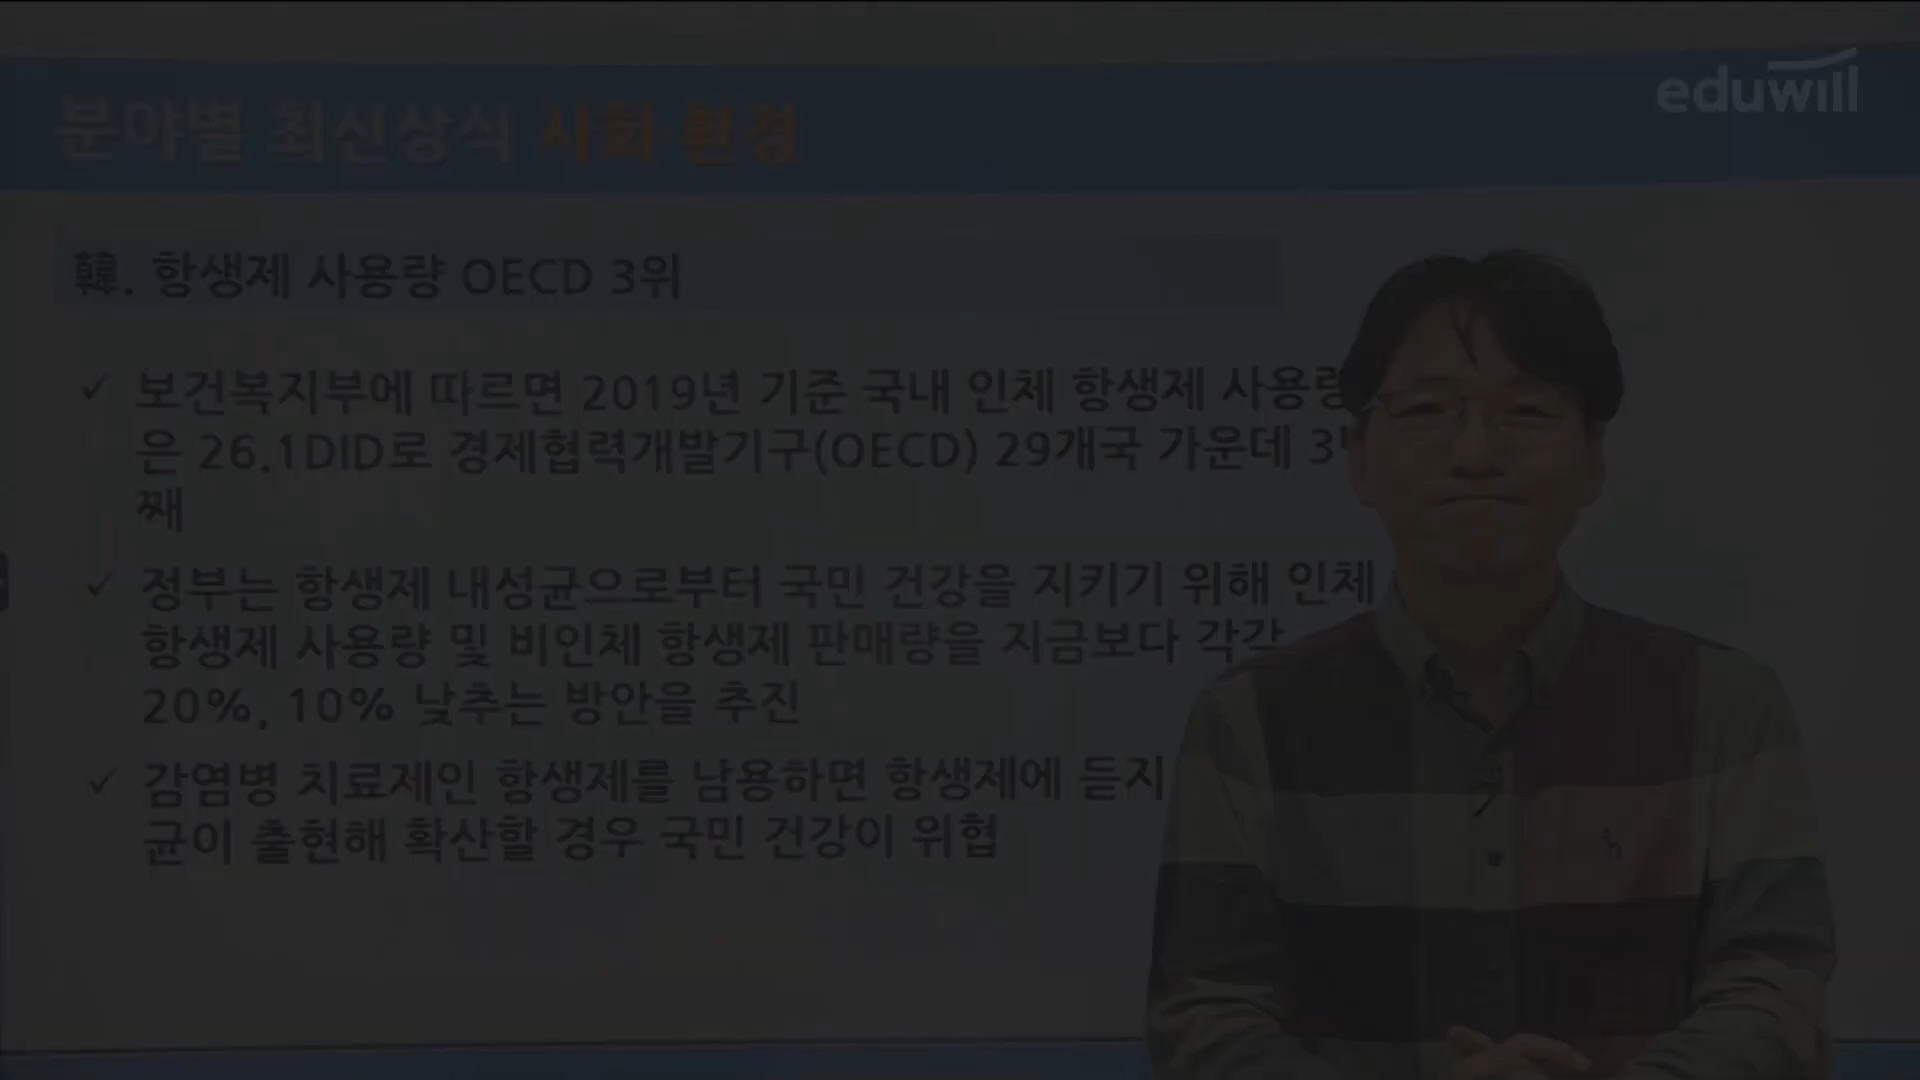 eduwill
분야별 최신상식 사회·환경
韓. 항생제 사용량 OECD 3위
✓ 보건복지부에 따르면 2019년 기준 국내 인체 항생제 사용량
은 26.1DID로 경제협력개발기구(OECD) 29개국 가운데
째
✓ 정부는 항생제 내성균으로부터 국민 건강을 지키기 위해 인체
항생제 사용량 및 비인체 항생제 판매량을 지금보다 각각
20%, 10% 낮추는 방안을 추진
✓ 감염병 치료제인 항생제를 남용하면 항생제에 듣지
균이 출현해 확산할 경우 국민 건강이 위협